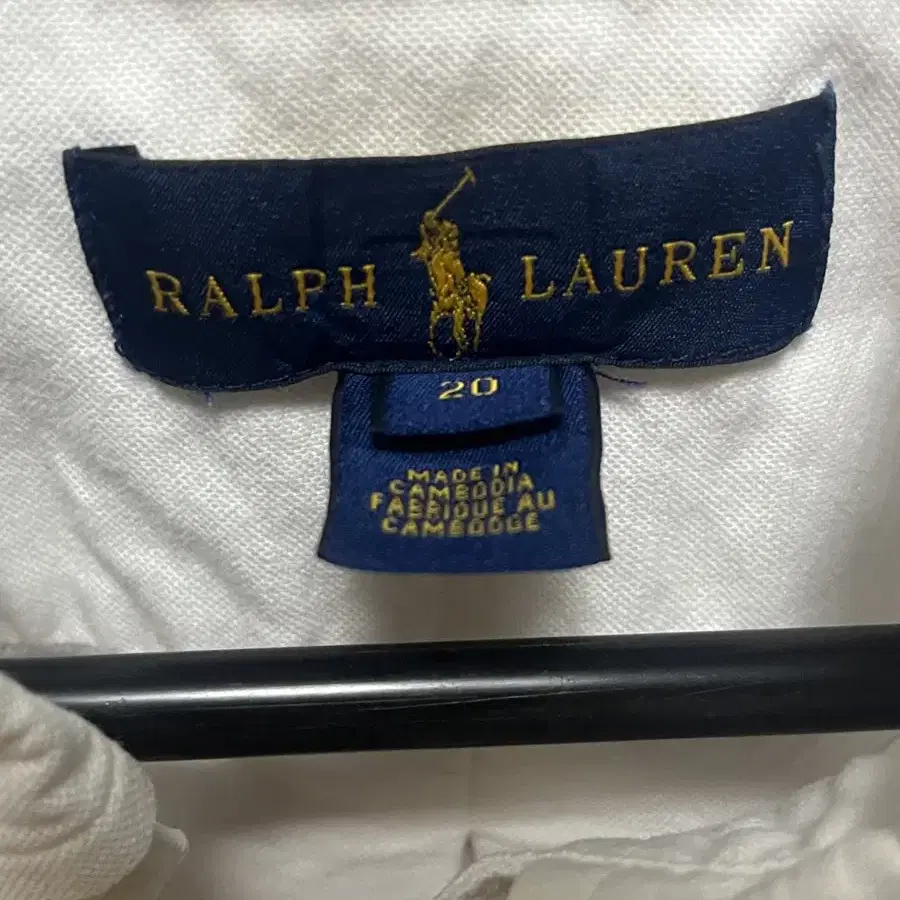 RALPH LAUREN
20
MADE IN
CAMBODIA
FABRIQUE AU
CAMBODGE